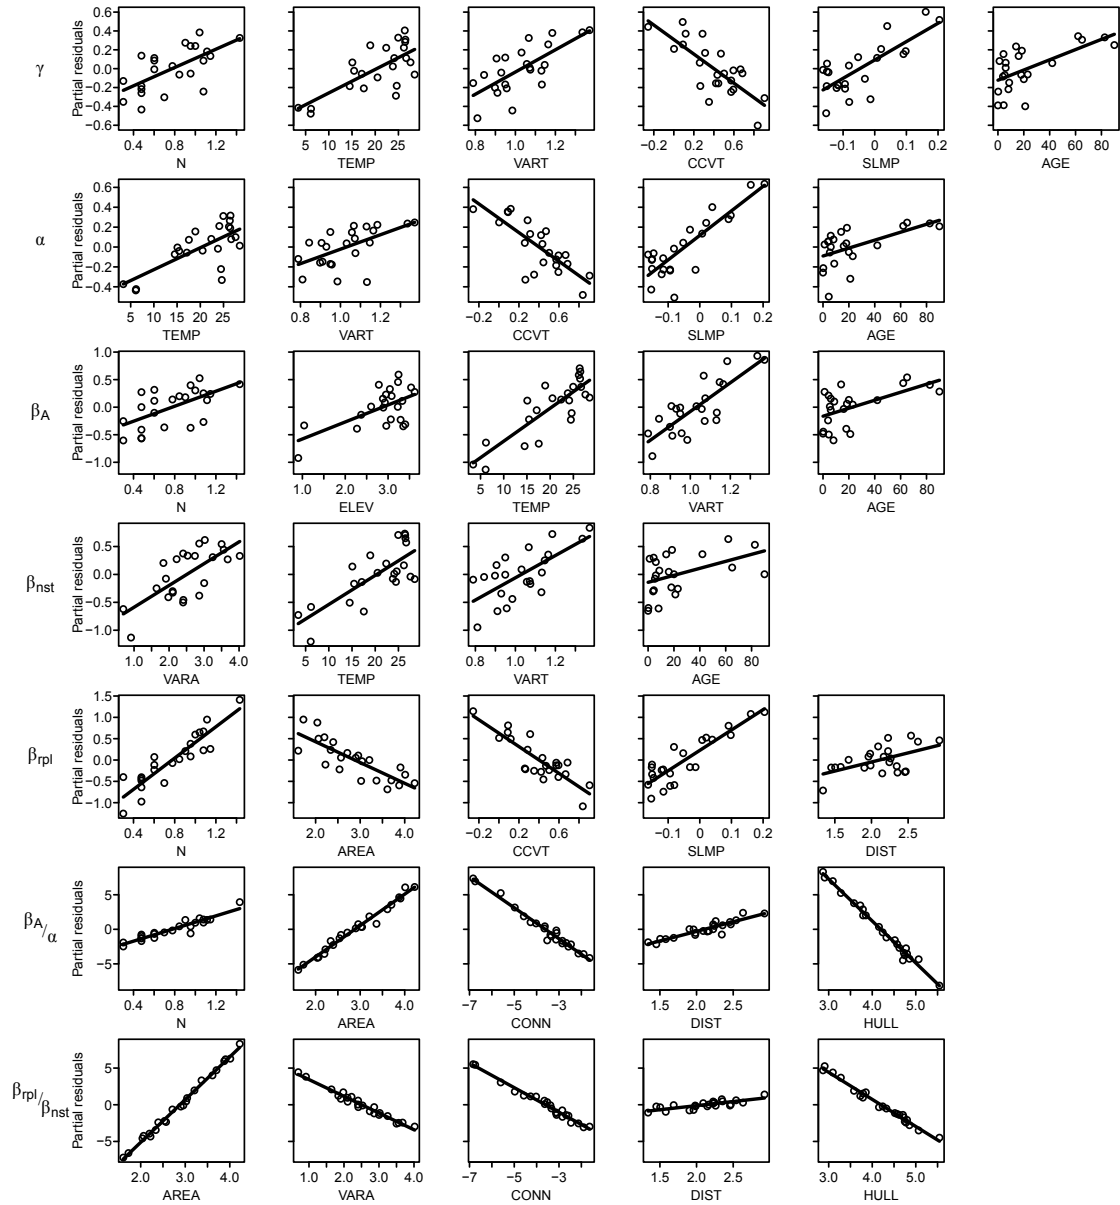 0.6
0.4
0.2
0.0
−0.2
−0.4
−0.6
Partial residuals
γ
0.4 0.8 1.2
N
5 10 15 20 25
TEMP
0.8 1.0 1.2
VART
−0.2 0.2 0.6
CCVT
−0.1 0 0.1 0.2
SLMP
0 20 40 60 80
AGE
0.6
0.4
0.2
0.0
−0.2
−0.4
Partial residuals
α
5 10 15 20 25
TEMP
0.8 1.0 1.2
VART
−0.2 0.2 0.6
CCVT
−0.1 0 0.1 0.2
SLMP
0 20 40 60 80
AGE
1.0
0.5
0.0
−0.5
−1.0
Partial residuals
βA
0.4 0.8 1.2
N
1.0 2.0 3.0
ELEV
5 10 15 20 25
TEMP
0.8 1.0 1.2
VART
0 20 40 60 80
AGE
0.5
0.0
−0.5
−1.0
Partial residuals
βnst
1.0 2.0 3.0 4.0
VARA
5 10 15 20 25
TEMP
0.8 1.0 1.2
VART
0 20 40 60 80
AGE
1.5
1.0
0.5
0.0
−0.5
−1.0
Partial residuals
βrpl
0.4 0.8 1.2
N
2.0 3.0 4.0
AREA
−0.2 0.2 0.6
CCVT
−0.1 0 0.1 0.2
SLMP
1.5 2.0 2.5
DIST
5
0
−5
Partial residuals
βA/α
0.4 0.8 1.2
N
2.0 3.0 4.0
AREA
−7 −5 −3
CONN
1.5 2.0 2.5
DIST
3.0 4.0 5.0
HULL
5
0
−5
Partial residuals
βrpl/βnst
2.0 3.0 4.0
AREA
1.0 2.0 3.0 4.0
VARA
−7 −5 −3
CONN
1.5 2.0 2.5
DIST
3.0 4.0 5.0
HULL